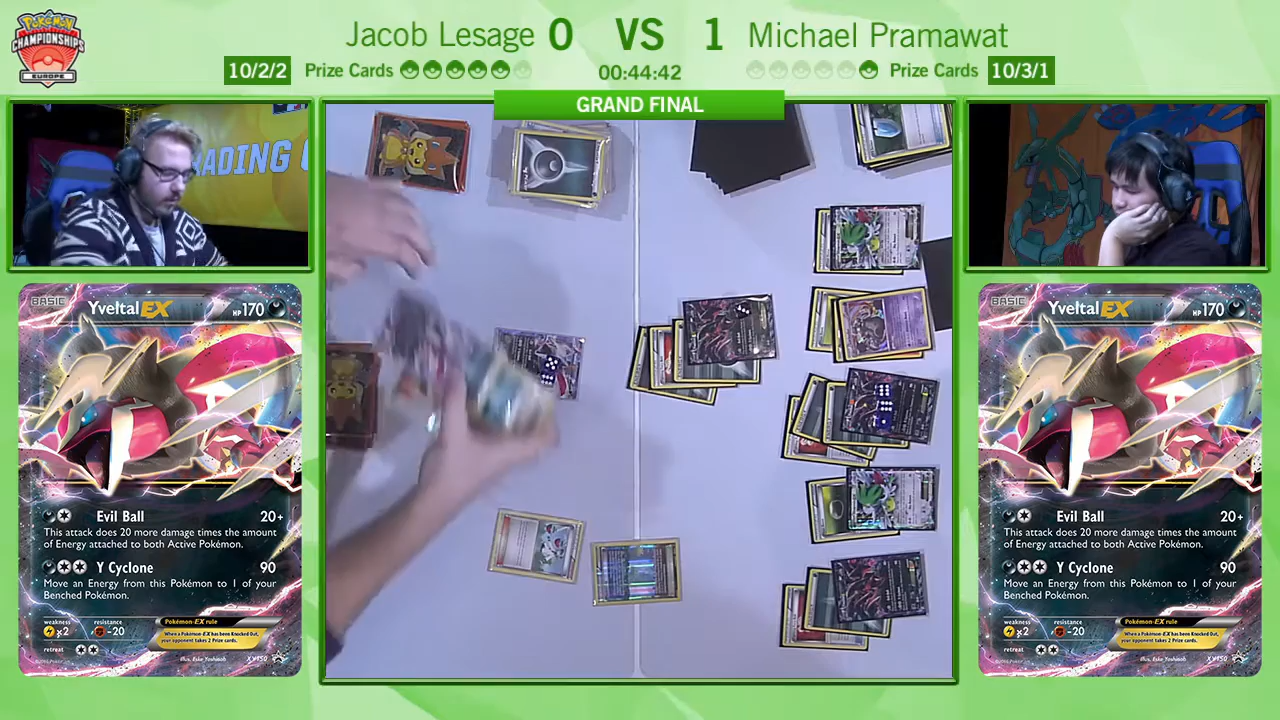 Pokémon
CHAMPIONSHIPS
EUROPE
Jacob Lesage 0 VS 1 Michael Pramawat
10/2/2 Prize Cards 00:44:42 Prize Cards 10/3/1
GRAND FINAL
RADING
BASIC
Yveltal EX HP 170
Evil Ball 20+
This attack does 20 more damage times the amount
of Energy attached to both Active Pokémon.
Y Cyclone 90
Move an Energy from this Pokémon to 1 of your
Benched Pokémon.
weakness ×2 resistance -20
retreat
Pokémon-EX rule
When a Pokémon-EX has been Knocked Out,
your opponent takes 2 Prize cards.
XY150
BASIC
Yveltal EX HP 170
Evil Ball 20+
This attack does 20 more damage times the amount
of Energy attached to both Active Pokémon.
Y Cyclone 90
Move an Energy from this Pokémon to 1 of your
Benched Pokémon.
weakness ×2 resistance -20
retreat
Pokémon-EX rule
When a Pokémon-EX has been Knocked Out,
your opponent takes 2 Prize cards.
XY150